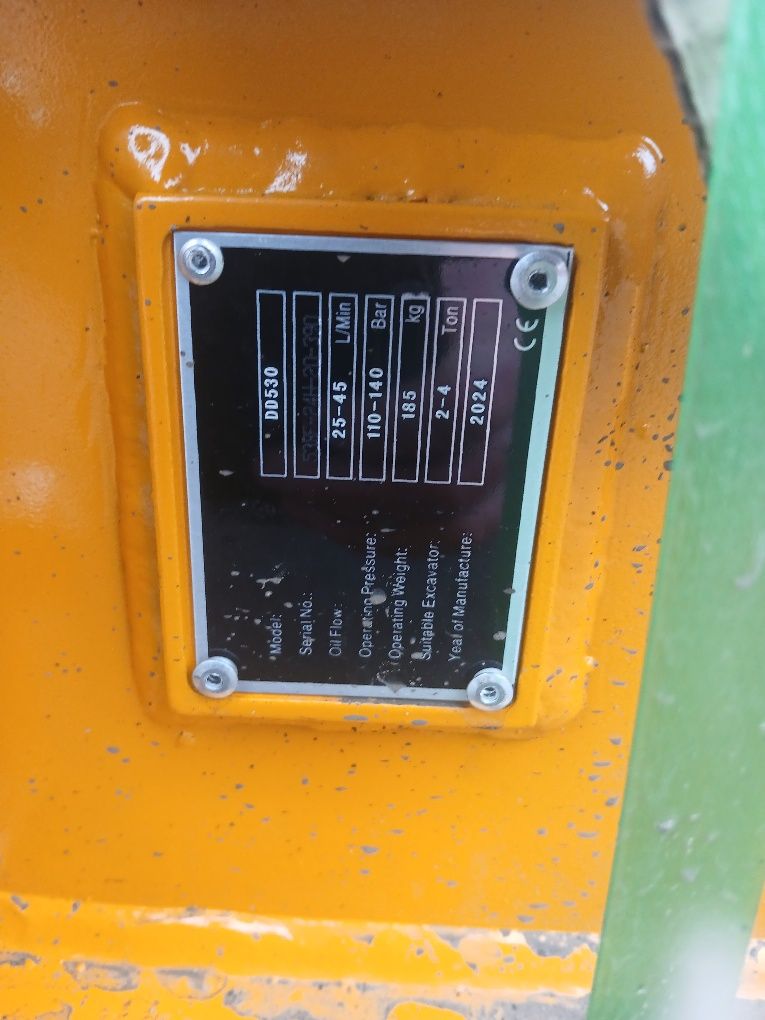 Model: DD530
Serial No.:
Oil Flow: 25-45 L/Min
Operating Pressure: 110-140 Bar
Operating Weight: 185 kg
Suitable Excavator: 2-4 Ton
Year of Manufacture: 2024
CE